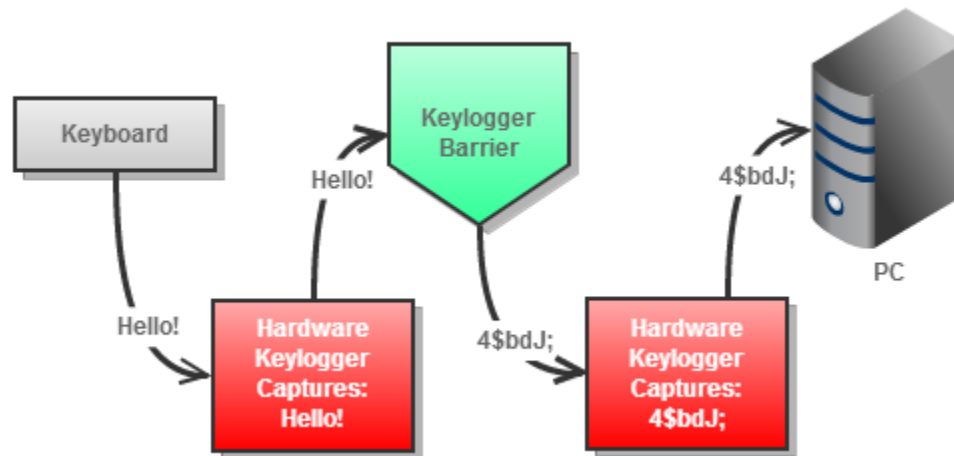 Keyboard
Hello!
Hardware
Keylogger
Captures:
Hello!
Hello!
Keylogger
Barrier
4$bdJ;
Hardware
Keylogger
Captures:
4$bdJ;
4$bdJ;
PC